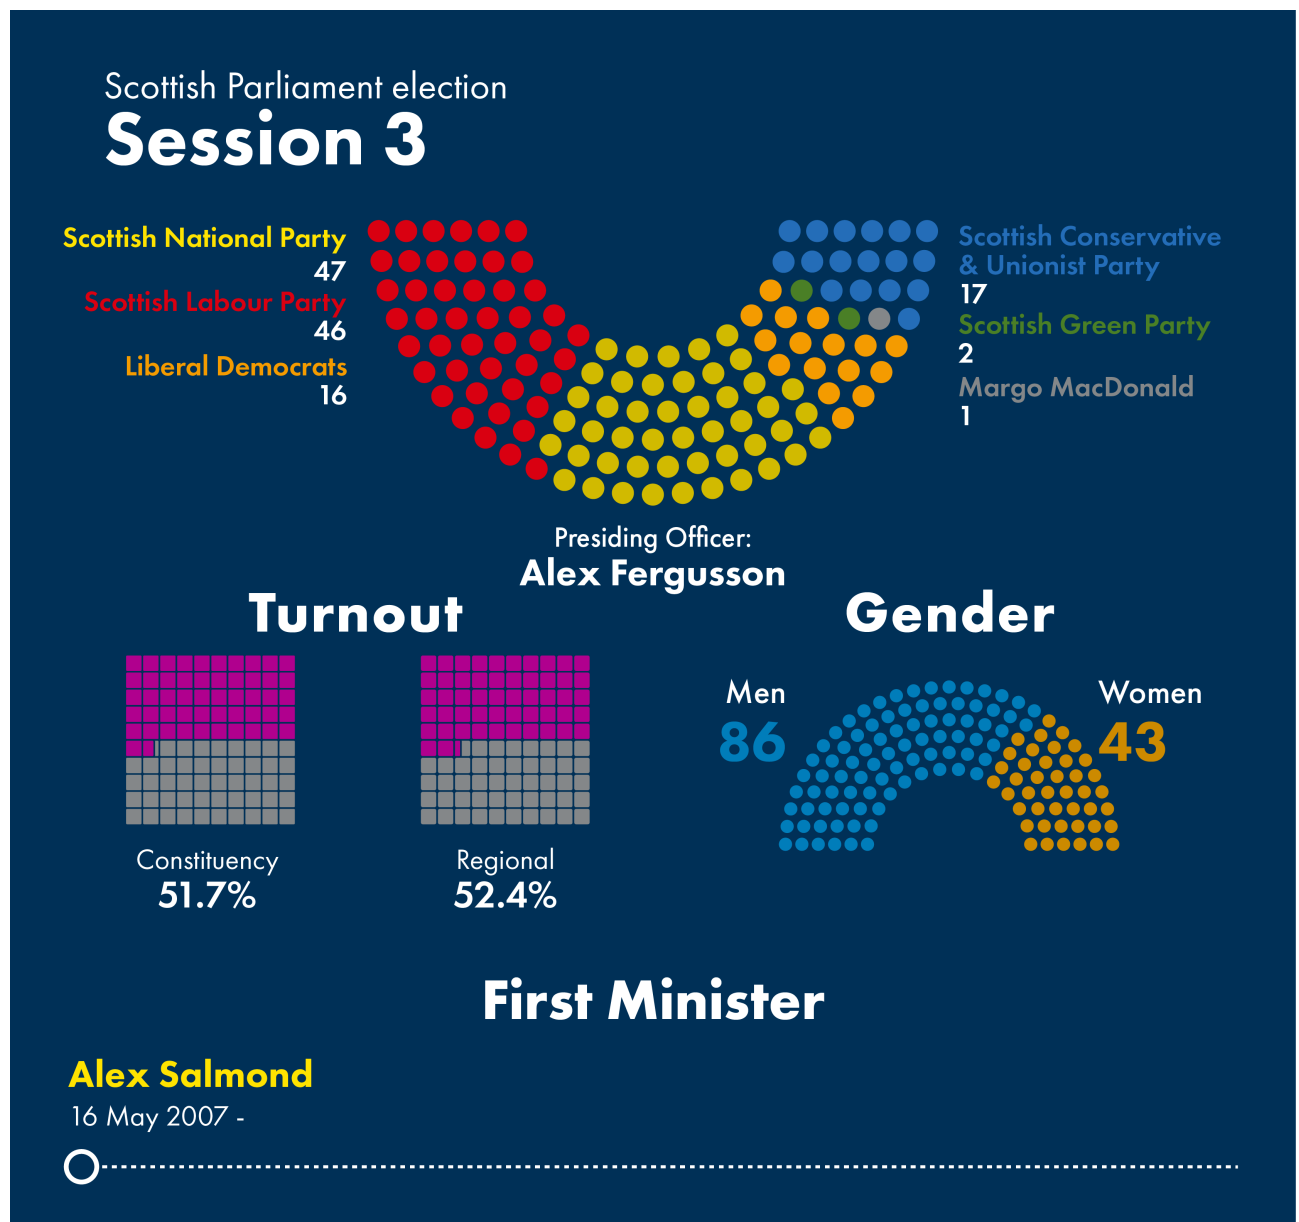 Scottish Parliament election
Session 3
Scottish National Party
47
Scottish Labour Party
46
Liberal Democrats
16
Scottish Conservative
& Unionist Party
17
Scottish Green Party
2
Margo MacDonald
1
Presiding Officer:
Alex Fergusson
Turnout
Constituency
51.7%
Regional
52.4%
Gender
Men
86
Women
43
First Minister
Alex Salmond
16 May 2007 -